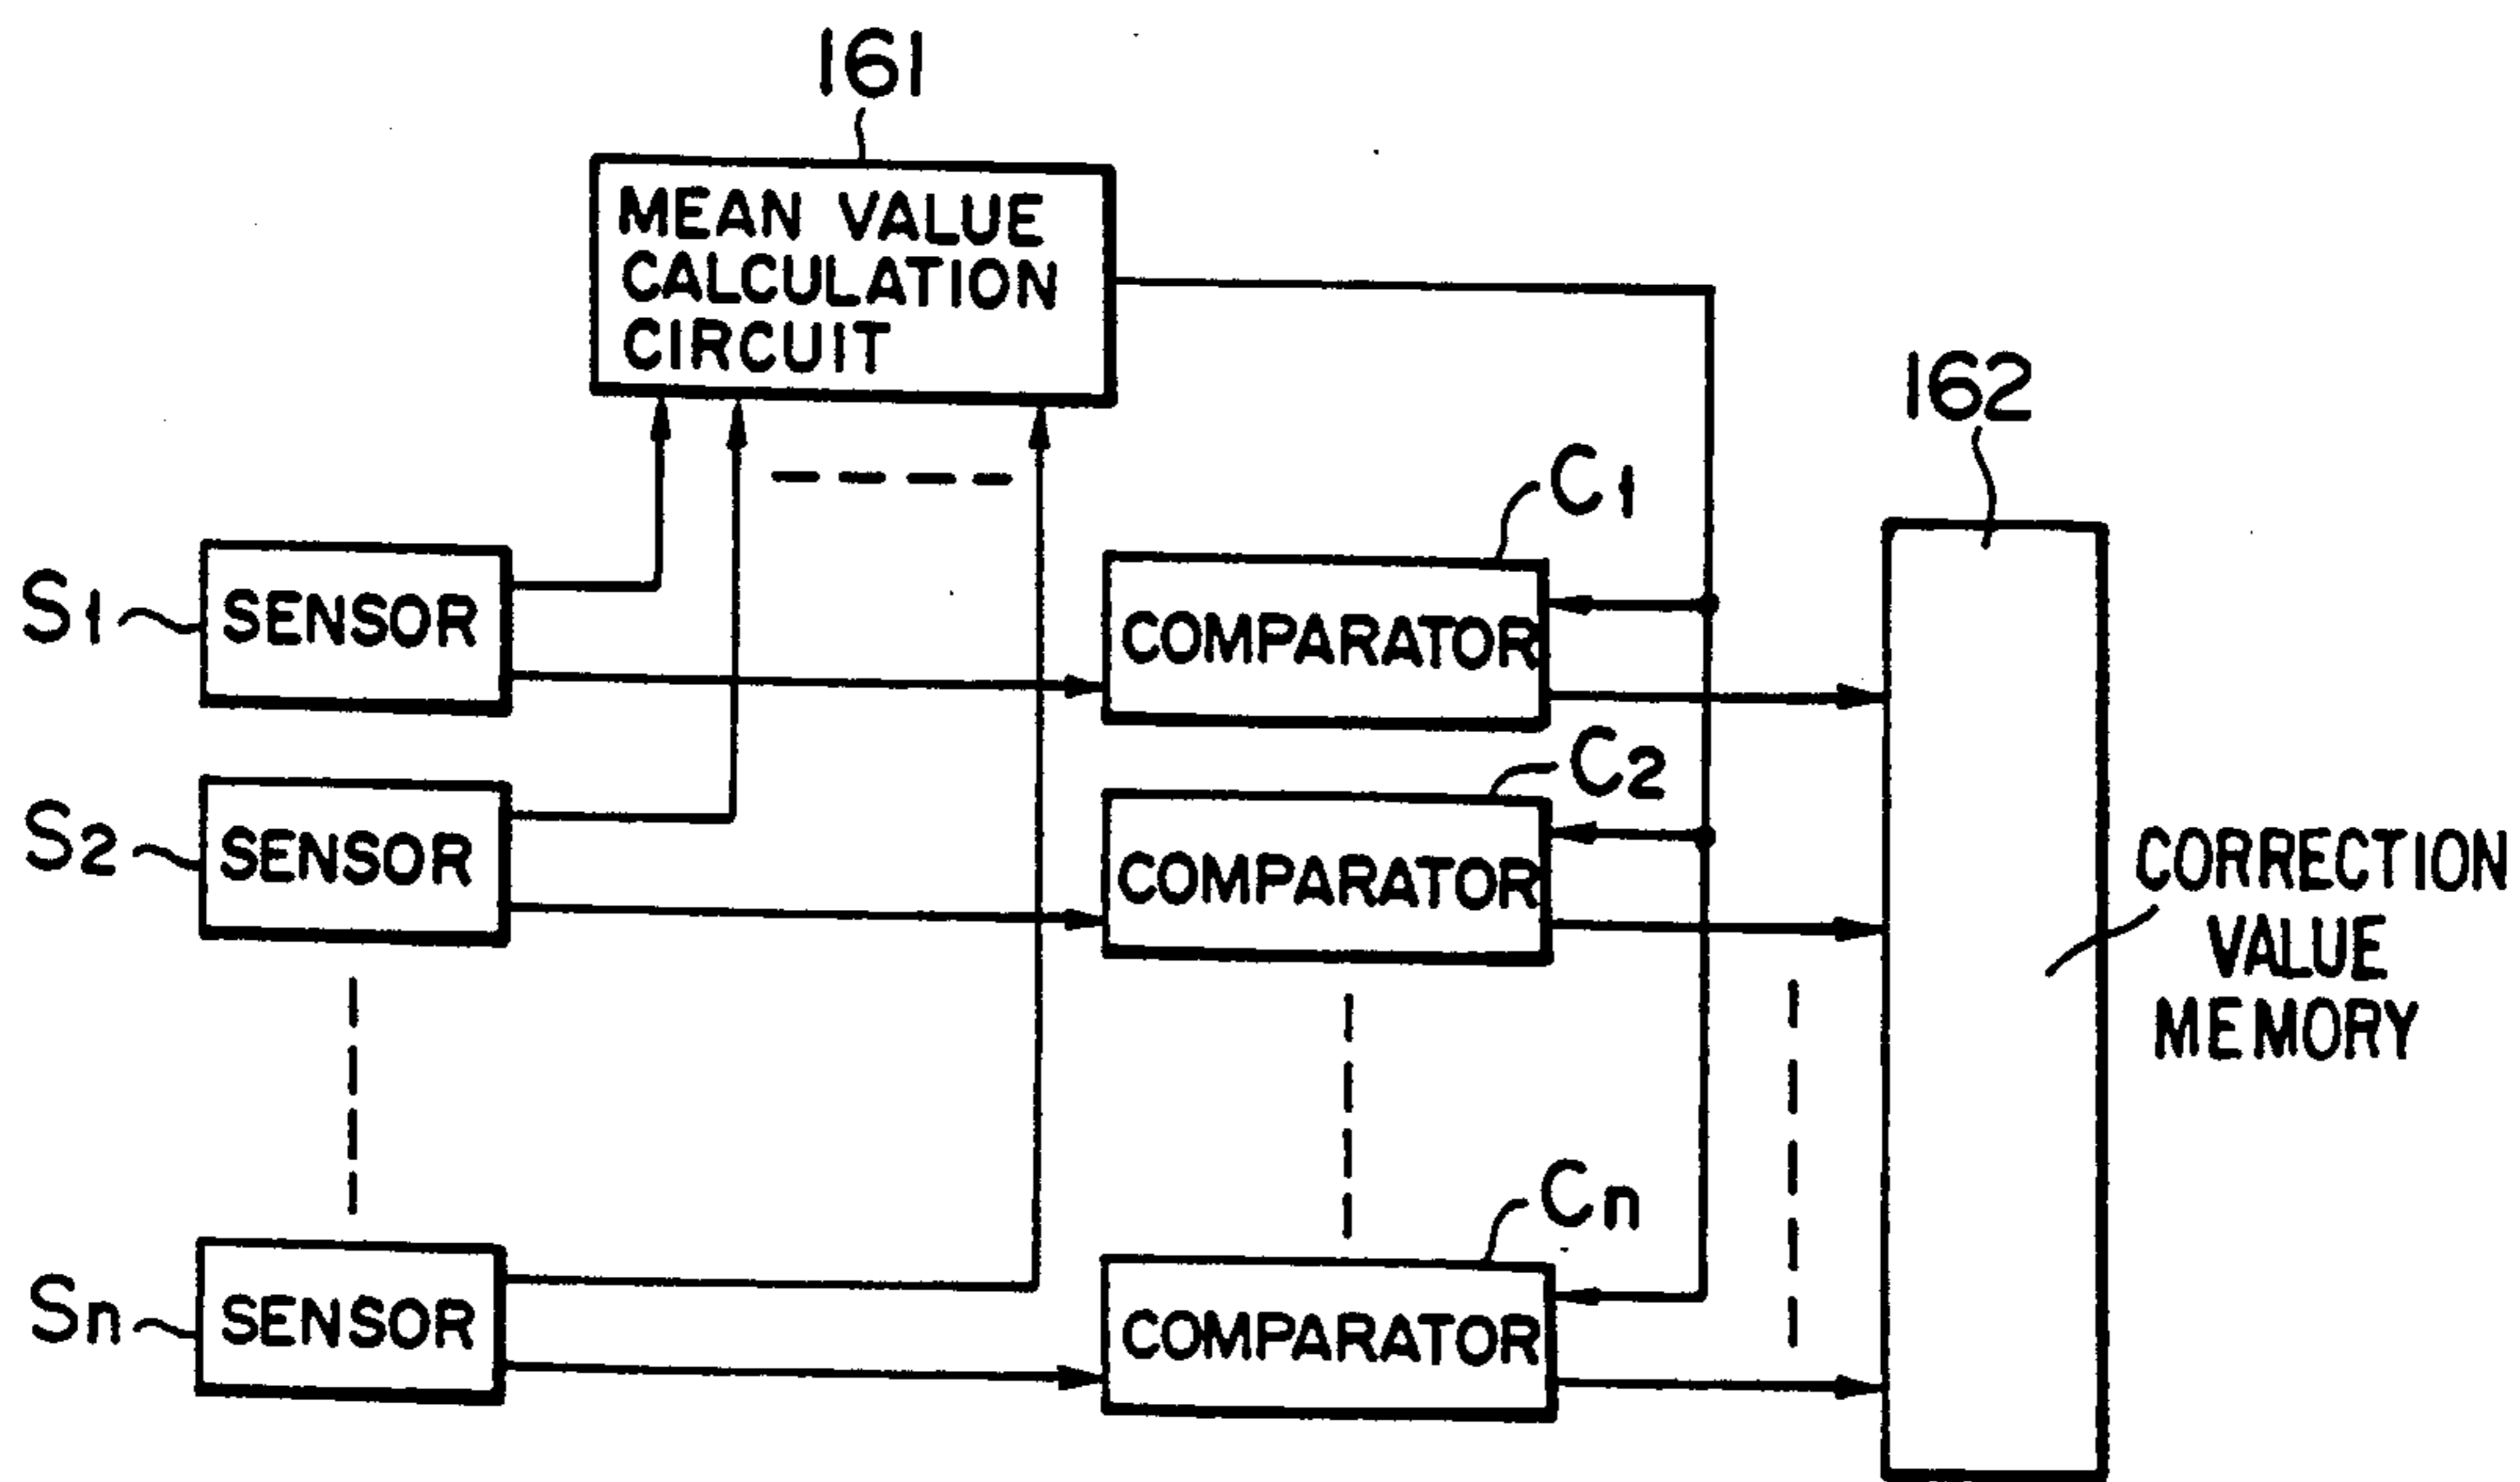 161
MEAN VALUE
CALCULATION
CIRCUIT
162
C1
S1
SENSOR
COMPARATOR
C2
S2
SENSOR
COMPARATOR
CORRECTION
VALUE
MEMORY
Cn
Sn
SENSOR
COMPARATOR